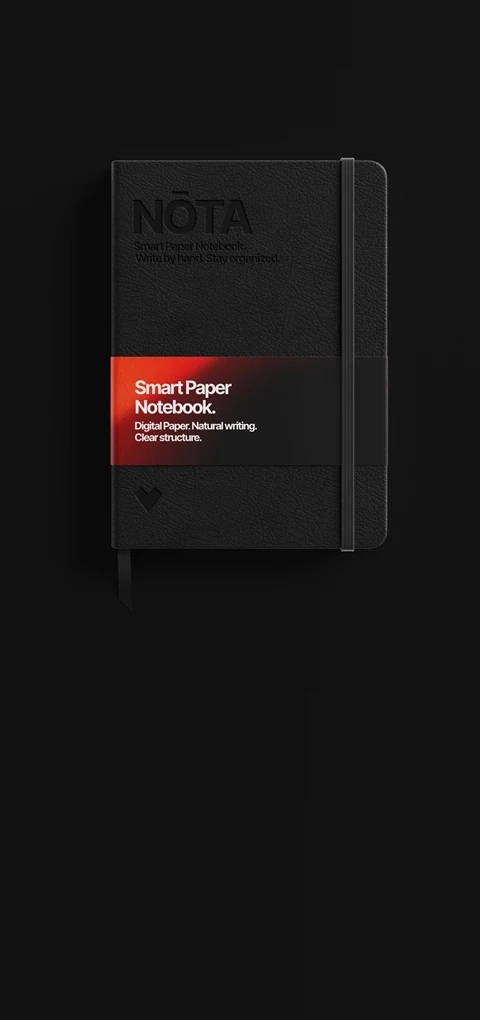 NŌTA
Smart Paper Notebook.
Write by hand. Stay organized.
Smart Paper
Notebook.
Digital Paper. Natural writing.
Clear structure.